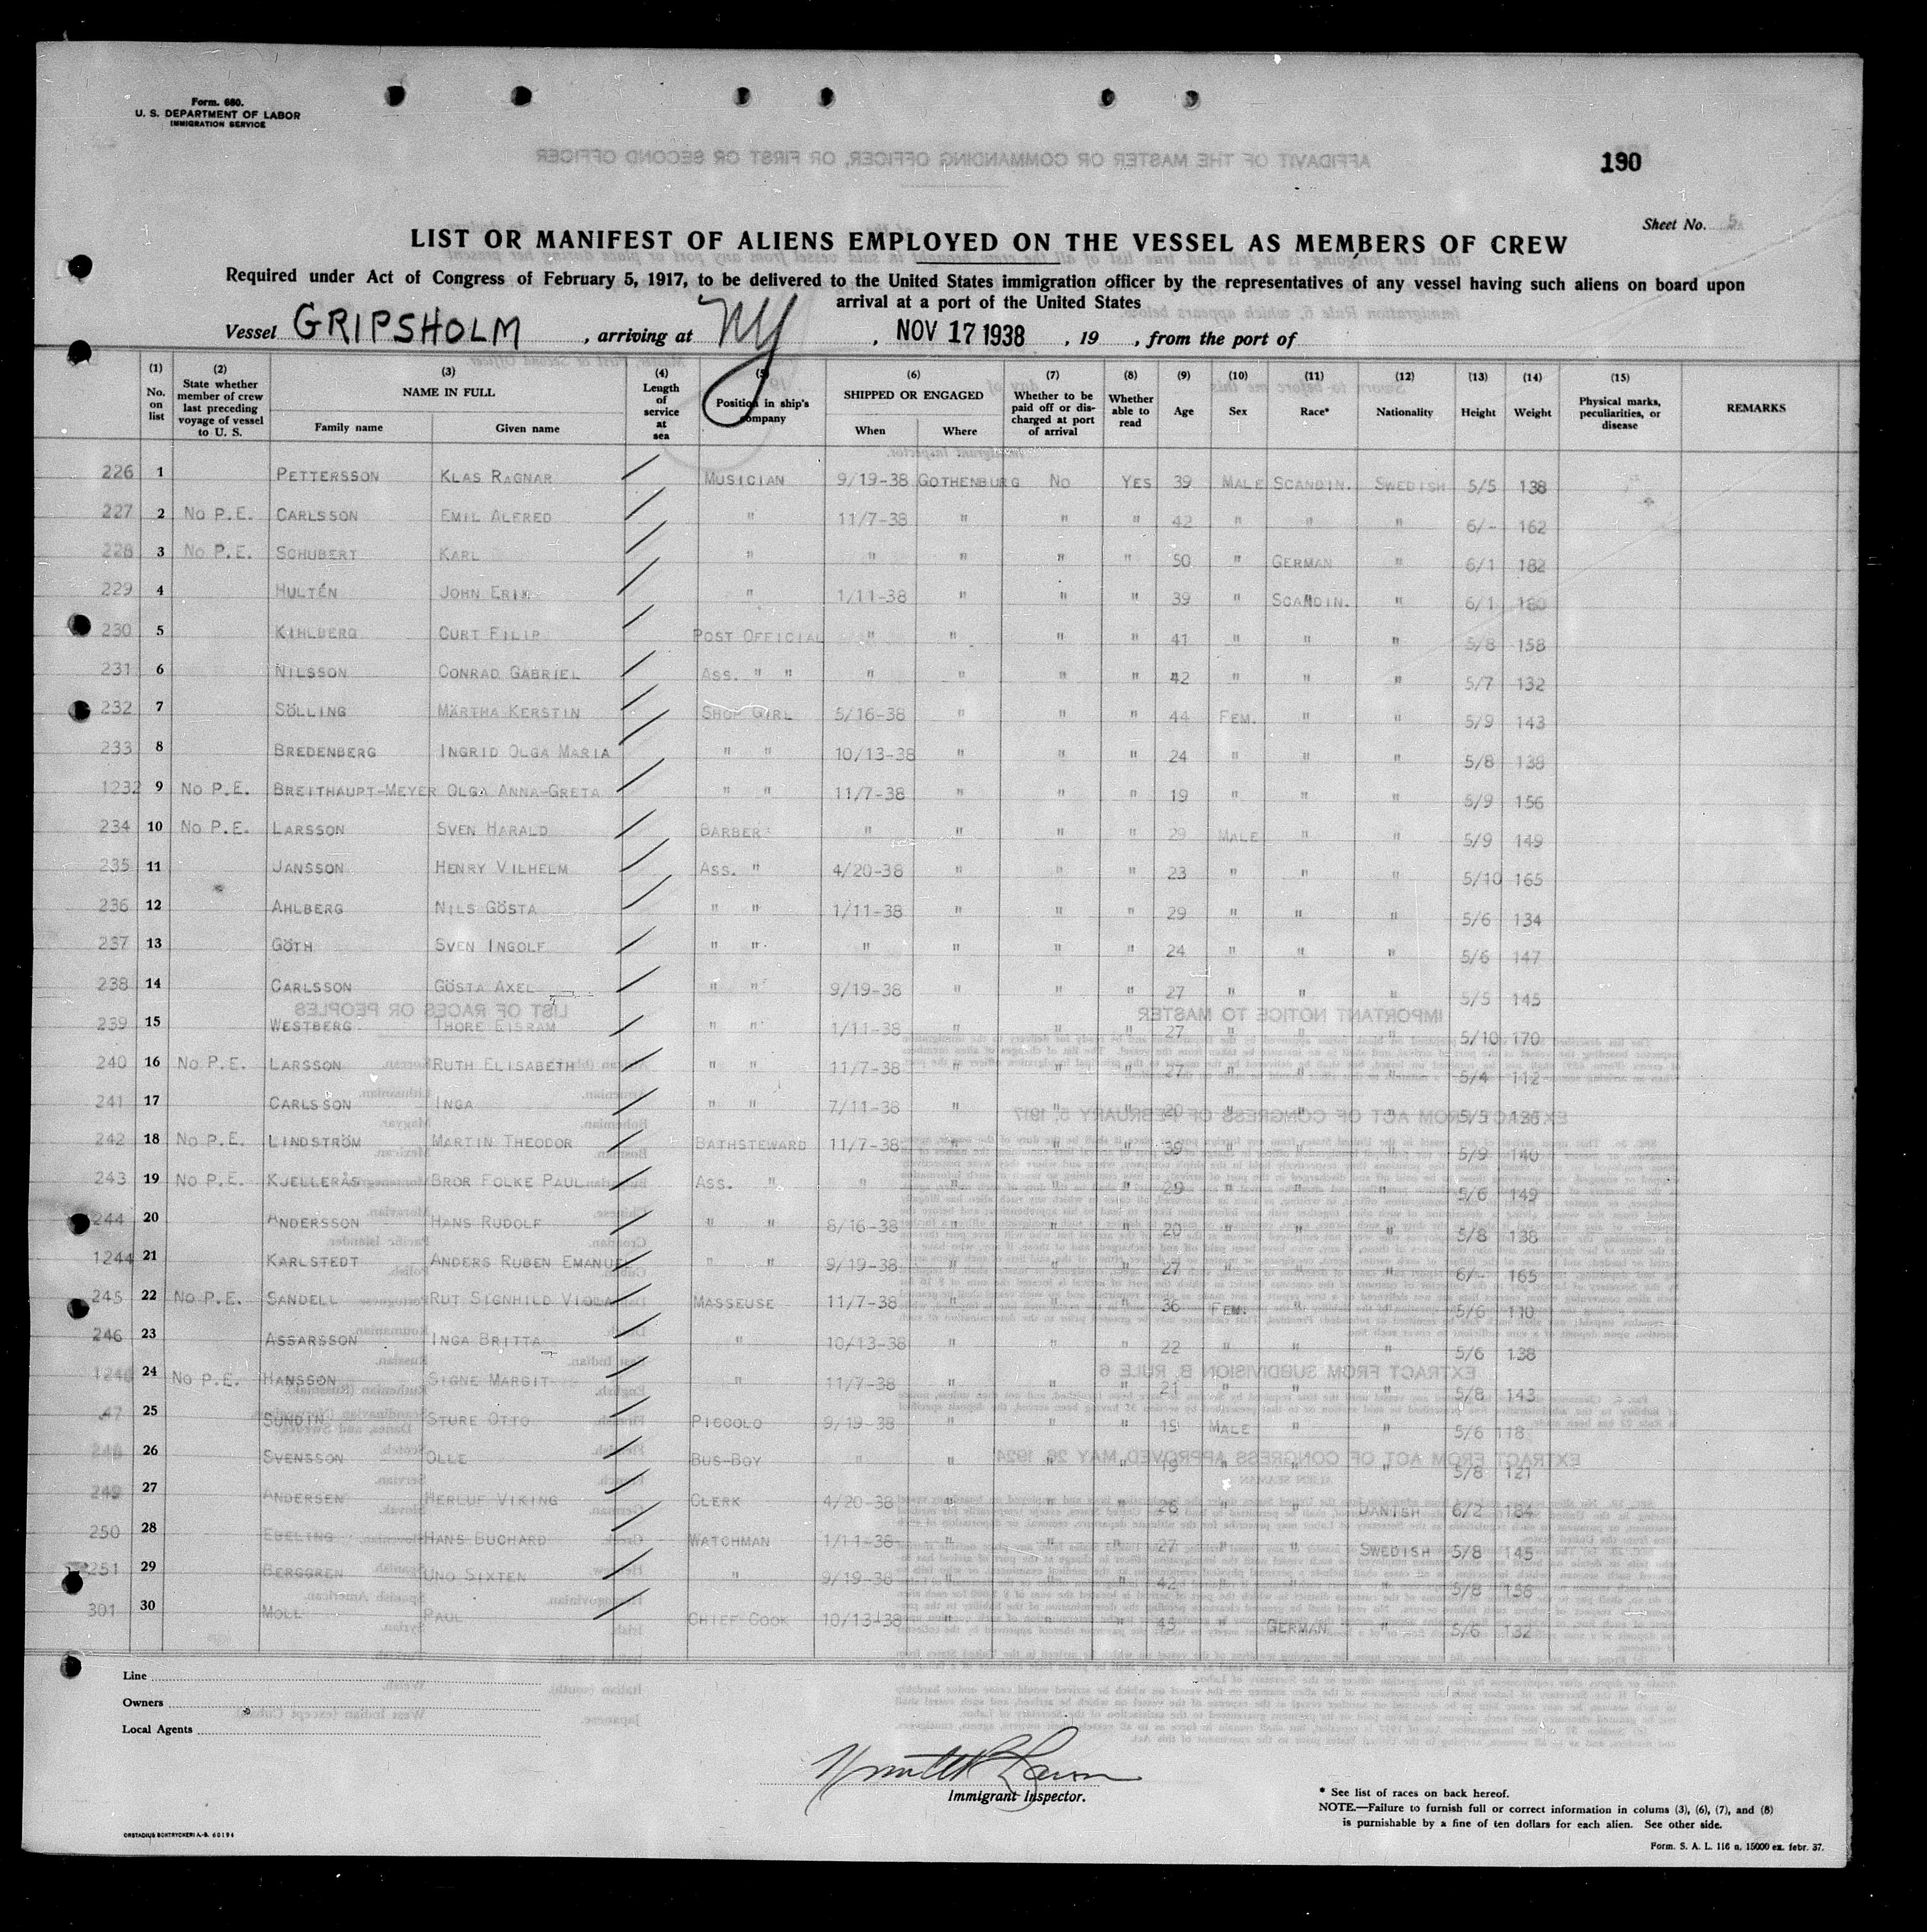 Form. 680.
U. S. DEPARTMENT OF LABOR
IMMIGRATION SERVICE
190
Sheet No. 5
LIST OR MANIFEST OF ALIENS EMPLOYED ON THE VESSEL AS MEMBERS OF CREW
Required under Act of Congress of February 5, 1917, to be delivered to the United States immigration officer by the representatives of any vessel having such aliens on board upon
arrival at a port of the United States
Vessel GRIPSHOLM , arriving at NY , NOV 17 1938 , 19 , from the port of
(1) No. on list (2) State whether member of crew last preceding voyage of vessel to U. S. (3) NAME IN FULL Family name Given name (4) Length of service at sea (5) Position in ship's company (6) SHIPPED OR ENGAGED When Where (7) Whether to be paid off or discharged at port of arrival (8) Whether able to read (9) Age (10) Sex (11) Race* (12) Nationality (13) Height (14) Weight (15) Physical marks, peculiarities, or disease REMARKS
226 1 PETTERSSON KLAS RAGNAR MUSICIAN 9/19-38 GOTHENBURG NO YES 39 MALE SCANDIN. SWEDISH 5/5 138
227 2 NO P.E. CARLSSON EMIL ALFRED " 11/7-38 " " " 42 " " " 6/- 162
228 3 NO P.E. SCHUBERT KARL " " " " " 50 " GERMAN " 6/1 182
229 4 HULTÉN JOHN ERIK " 1/11-38 " " " 39 " SCANDIN. " 6/1 180
230 5 KIHLBERG CURT FILIP POST OFFICIAL " " " " 41 " " " 5/8 158
231 6 NILSSON CONRAD GABRIEL ASS. " " " " " " 42 " " " 5/7 132
232 7 SÖLLING MÄRTHA KERSTIN SHOP GIRL 5/16-38 " " " 44 FEM. " " 5/9 143
233 8 BREDENBERG INGRID OLGA MARIA " " 10/13-38 " " " 24 " " " 5/8 138
1232 9 NO P.E. BREITHAUPT-MEYER OLGA ANNA-GRETA " " 11/7-38 " " " 19 " " " 5/9 156
234 10 NO P.E. LARSSON SVEN HARALD BARBER " " " " 29 MALE " " 5/9 149
235 11 JANSSON HENRY VILHELM ASS. " 4/20-38 " " " 23 " " " 5/10 165
236 12 AHLBERG NILS GÖSTA " " 1/11-38 " " " 29 " " " 5/6 134
237 13 GÖTH SVEN INGOLF " " " " " " 24 " " " 5/6 147
238 14 CARLSSON GÖSTA AXEL " " 9/19-38 " " " 27 " " " 5/5 145
239 15 WESTBERG THORE EISRAM " " 1/11-38 " " " 27 " " " 5/10 170
240 16 NO P.E. LARSSON RUTH ELISABETH " " 11/7-38 " " " 27 " " " 5/4 112
241 17 CARLSSON INGA " " 7/11-38 " " " 20 " " " 5/5 136
242 18 NO P.E. LINDSTRÖM MARTIN THEODOR BATHSTEWARD 11/7-38 " " " 39 " " " 5/9 140
243 19 NO P.E. KJELLERÅS BROR FOLKE PAUL ASS. " " " " " 29 " " " 5/6 149
244 20 ANDERSSON HANS RUDOLF " " 8/16-38 " " " 20 " " " 5/8 138
1244 21 KARLSTEDT ANDERS RUBEN EMANUEL " " 9/19-38 " " " 27 " " " 6/- 165
245 22 NO P.E. SANDELL RUT SIGNHILD VIOLA MASSEUSE 11/7-38 " " " 36 FEM. " " 5/6 110
246 23 ASSARSSON INGA BRITTA " 10/13-38 " " " 22 " " " 5/6 138
1246 24 NO P.E. HANSSON SIGNE MARGIT " 11/7-38 " " " 21 " " " 5/8 143
47 25 SUNDIN STURE OTTO PICCOLO 9/19-38 " " " 19 MALE " " 5/6 118
248 26 SVENSSON OLLE BUS-BOY " " " " 19 " " " 5/8 121
249 27 ANDERSEN HERLUF VIKING CLERK 4/20-38 " " " 26 " " DANISH 6/2 184
250 28 EBELING HANS BUCHARD WATCHMAN 1/11-38 " " " 27 " " SWEDISH 5/8 145
251 29 BERGGREN UNO SIXTEN " 9/19-38 " " " 42 " " " 5/8 156
301 30 MOLL PAUL CHIEF COOK 10/13-38 " " " 45 " GERMAN " 5/6 132
Line
Owners
Local Agents
Immigrant Inspector.
* See list of races on back hereof.
NOTE.—Failure to furnish full or correct information in colums (3), (6), (7), and (8)
is purnishable by a fine of ten dollars for each alien. See other side.
ORSTADIUS BOKTRYCKERI A.-B. 60194
Form. S. A. L. 116 n. 15000 ex. febr. 37.